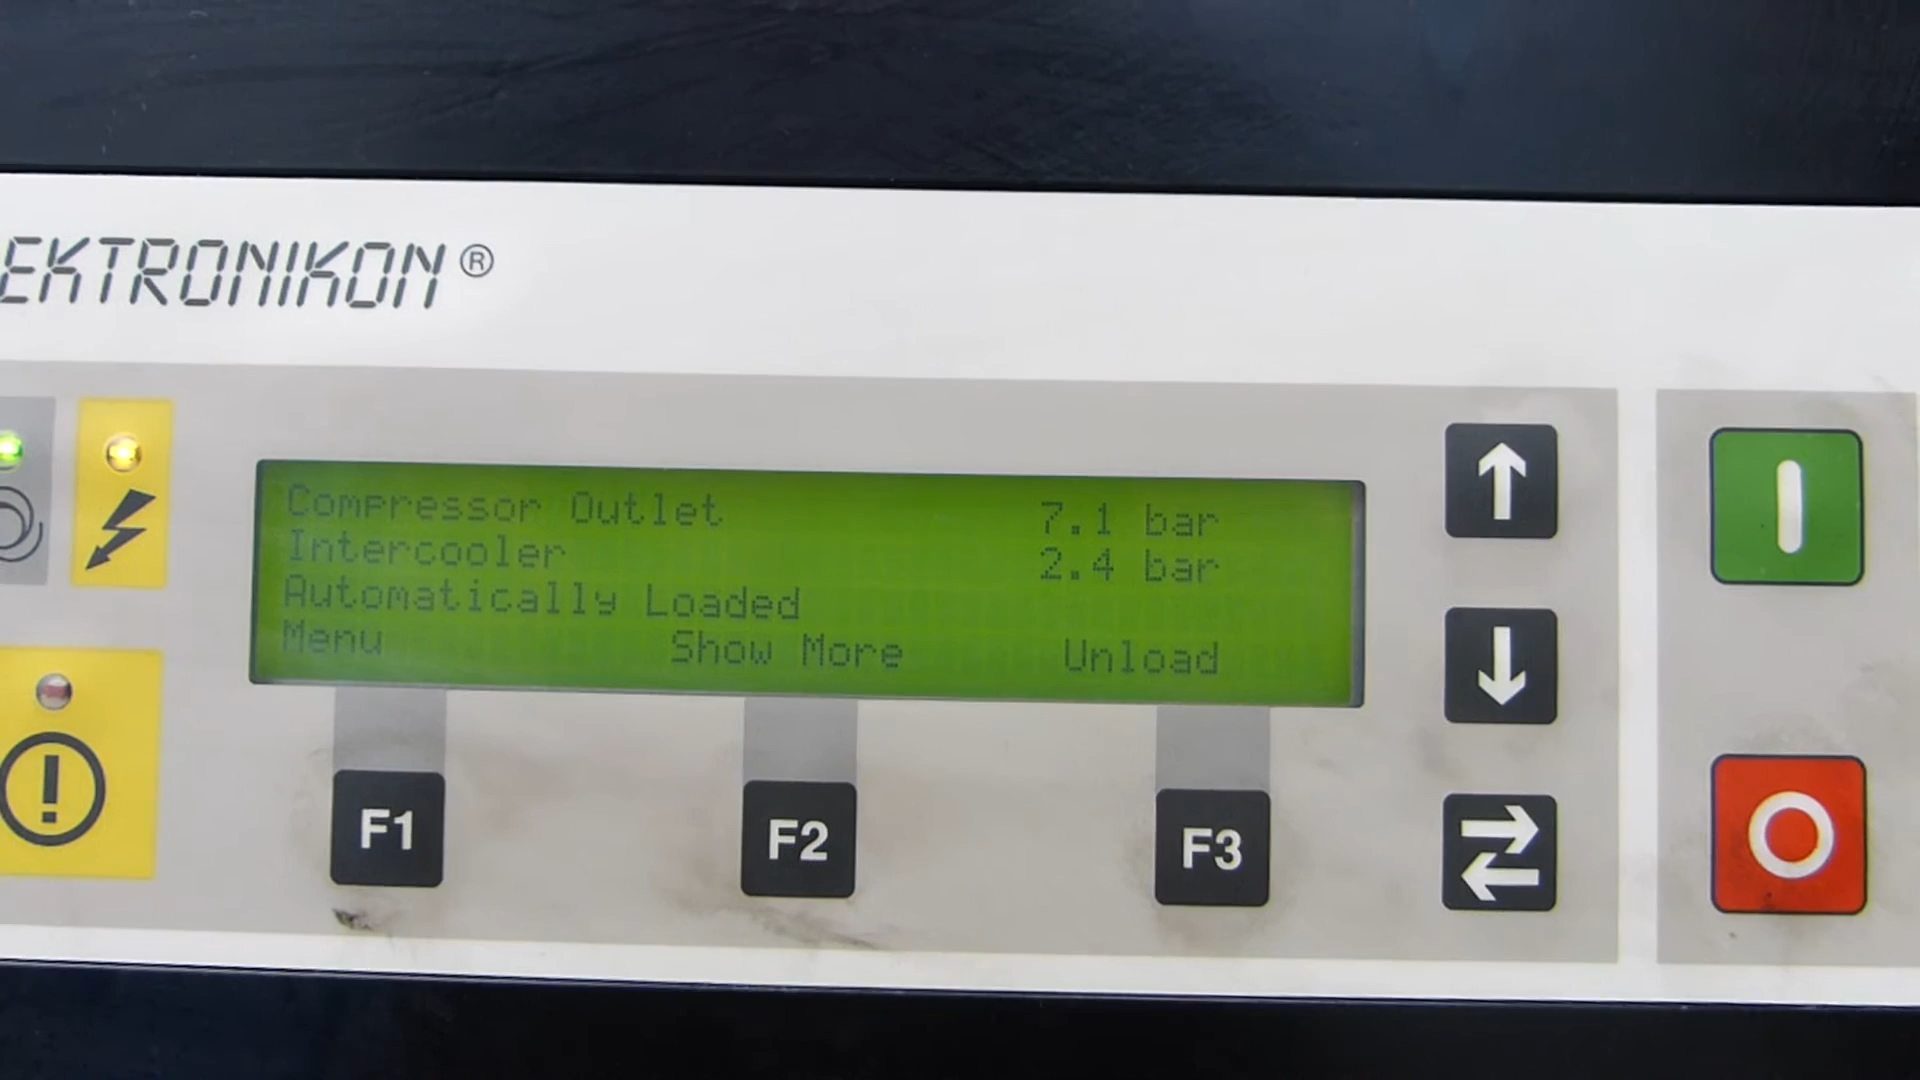 EKTRONIKON®
Compressor Outlet 7.1 bar
Intercooler 2.4 bar
Automatically Loaded
Menu Show More Unload
F1 F2 F3